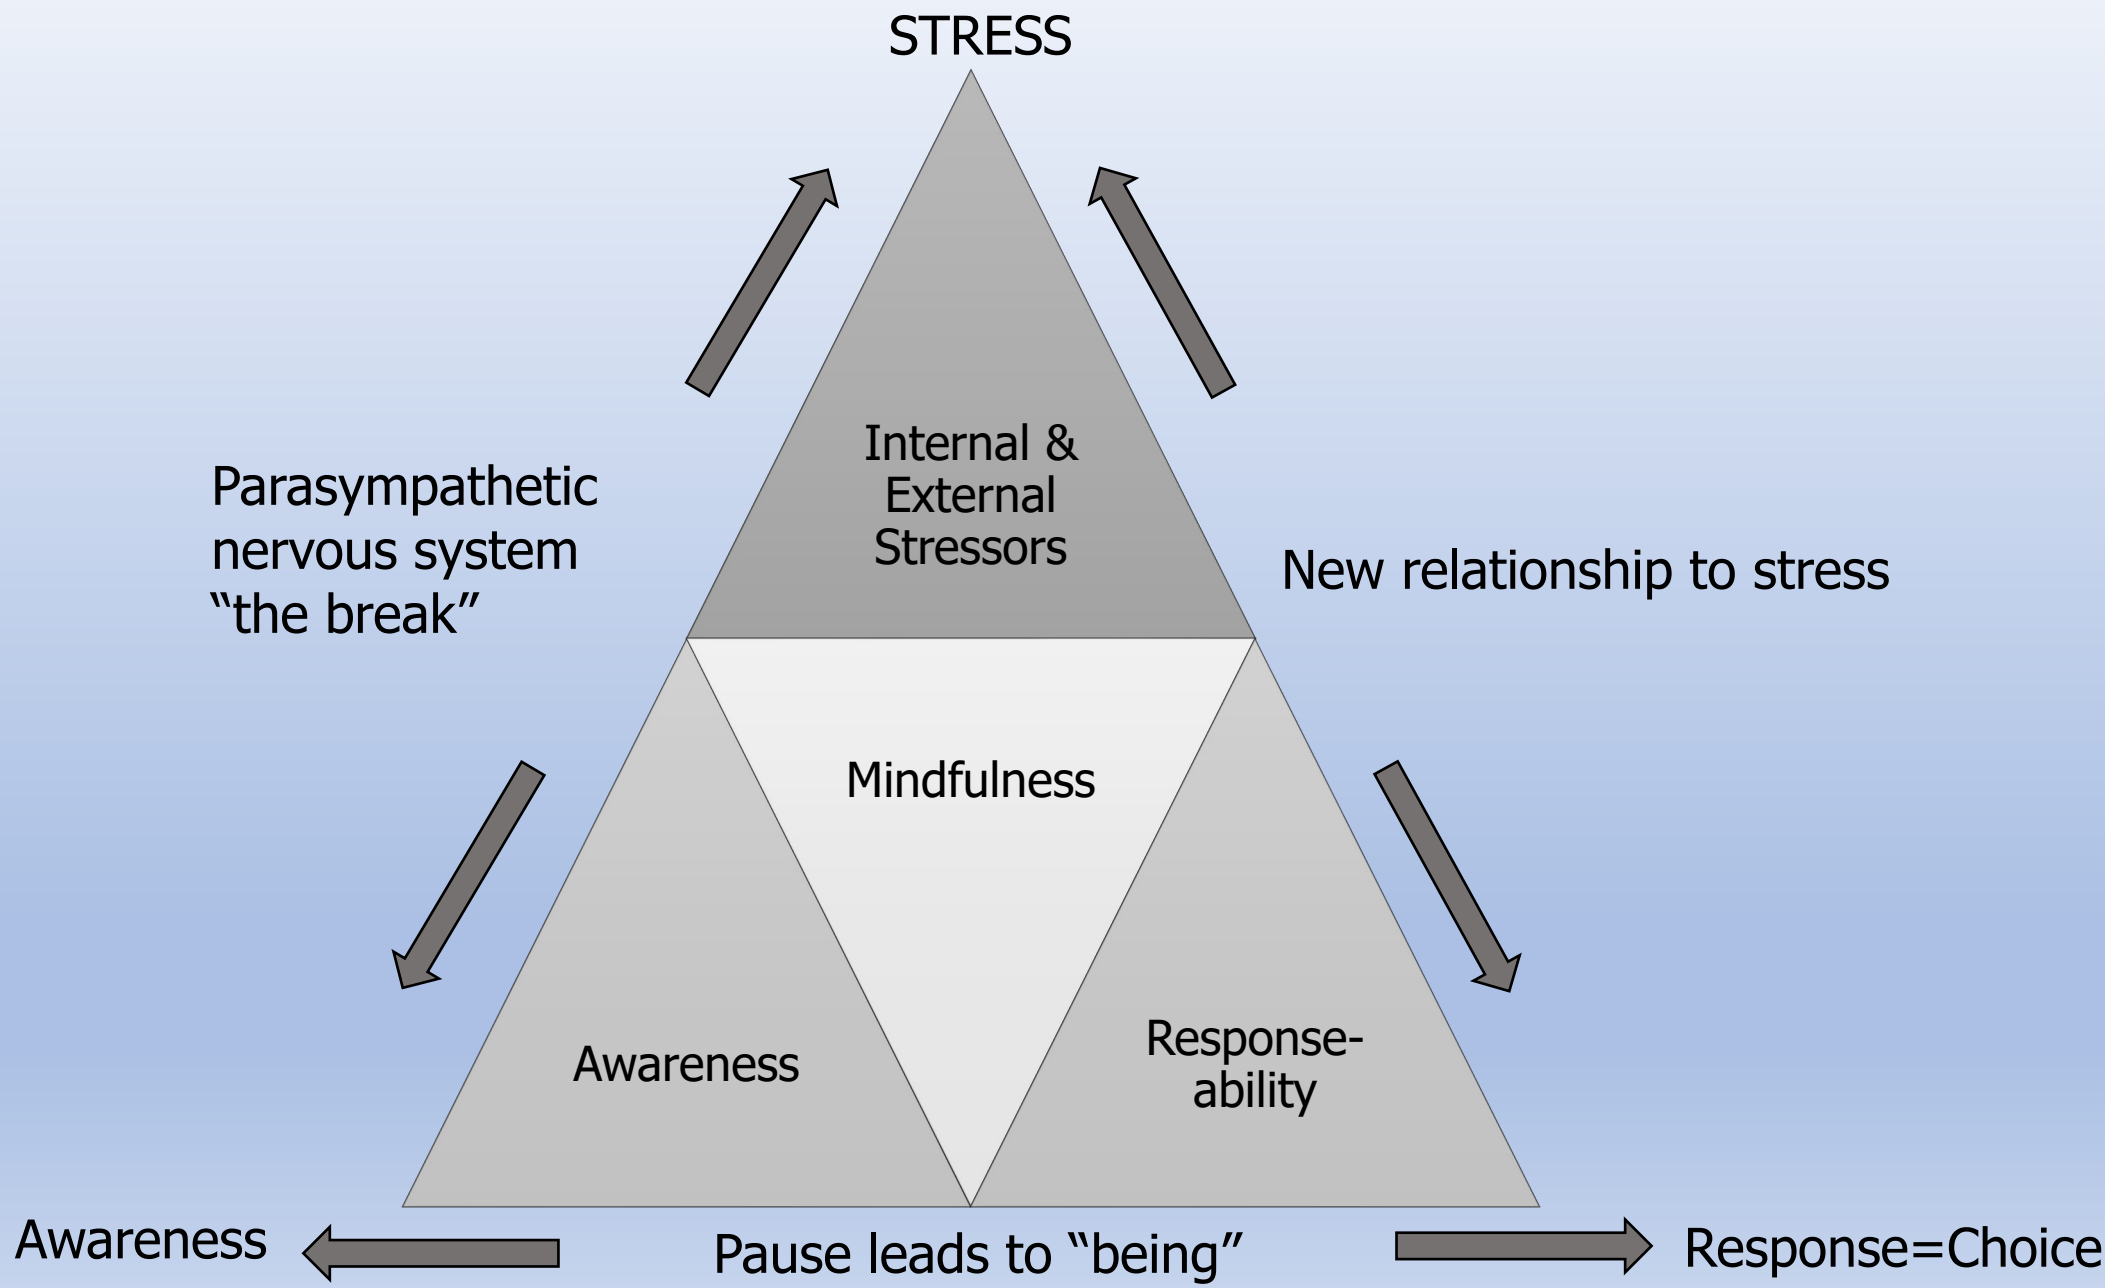 STRESS
Internal &
External
Stressors
Parasympathetic
nervous system
“the break”
New relationship to stress
Mindfulness
Awareness
Response-
ability
Awareness
Pause leads to “being”
Response=Choice